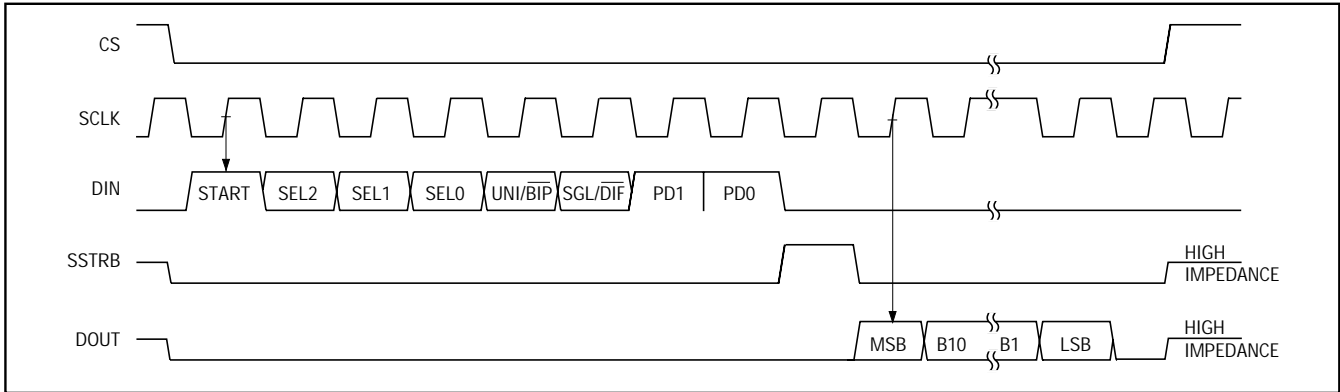 CS
SCLK
DIN
START SEL2 SEL1 SEL0 UNI/BIP SGL/DIF PD1 PD0
SSTRB
HIGH
IMPEDANCE
DOUT
MSB B10 B1 LSB
HIGH
IMPEDANCE